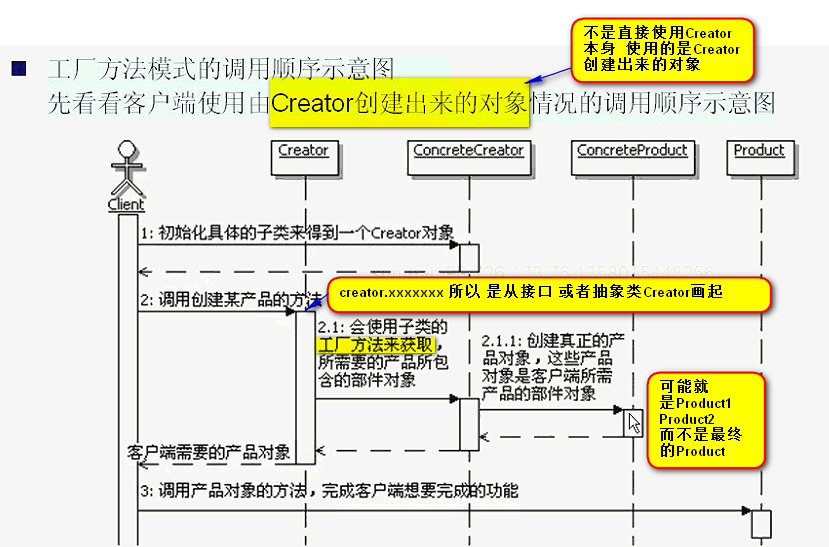 不是直接使用Creator
本身 使用的是Creator
创建出来的对象
工厂方法模式的调用顺序示意图
先看看客户端使用由Creator创建出来的对象情况的调用顺序示意图
Creator
ConcreteCreator
ConcreteProduct
Product
Client
1: 初始化具体的子类来得到一个Creator对象
creator.xxxxxxx 所以 是从接口 或者抽象类Creator画起
2: 调用创建某产品的方法
2.1: 会使用子类的
工厂方法来获取，
所需要的产品所包
含的部件对象
2.1.1: 创建真正的产
品对象，这些产品
对象是客户端所需
产品的部件对象
可能就
是Product1
Product2
而不是最终
的Product
客户端需要的产品对象
3: 调用产品对象的方法，完成客户端想要完成的功能